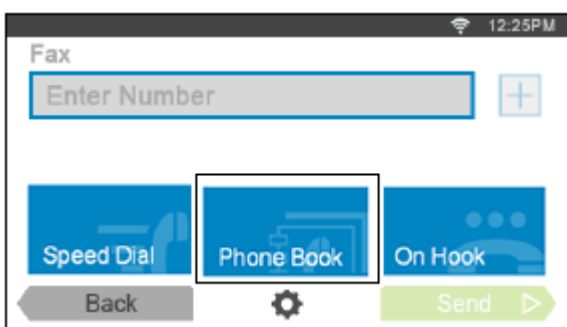 12:25PM
Fax
Enter Number
Speed Dial
Phone Book
On Hook
Back
Send